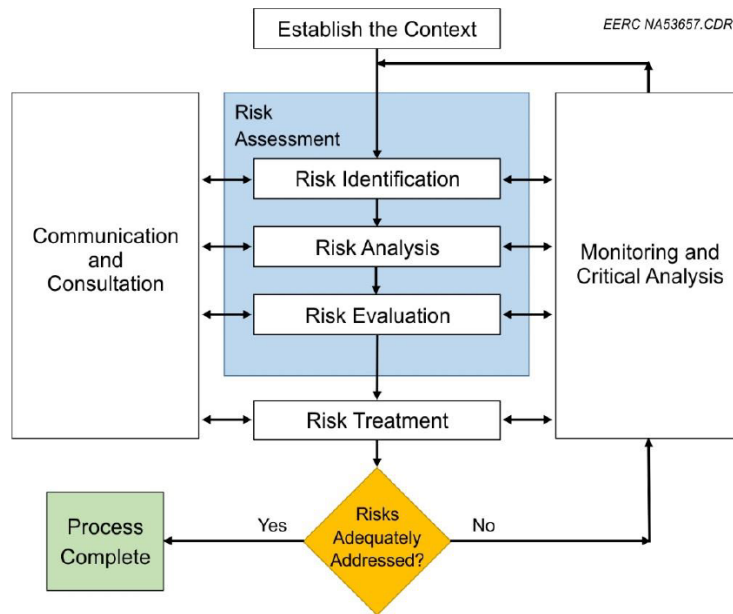 Establish the Context
EERC NA53657.CDR
Risk
Assessment
Risk Identification
Communication
and
Consultation
Risk Analysis
Monitoring and
Critical Analysis
Risk Evaluation
Risk Treatment
Process
Complete
Yes
Risks
Adequately
Addressed?
No